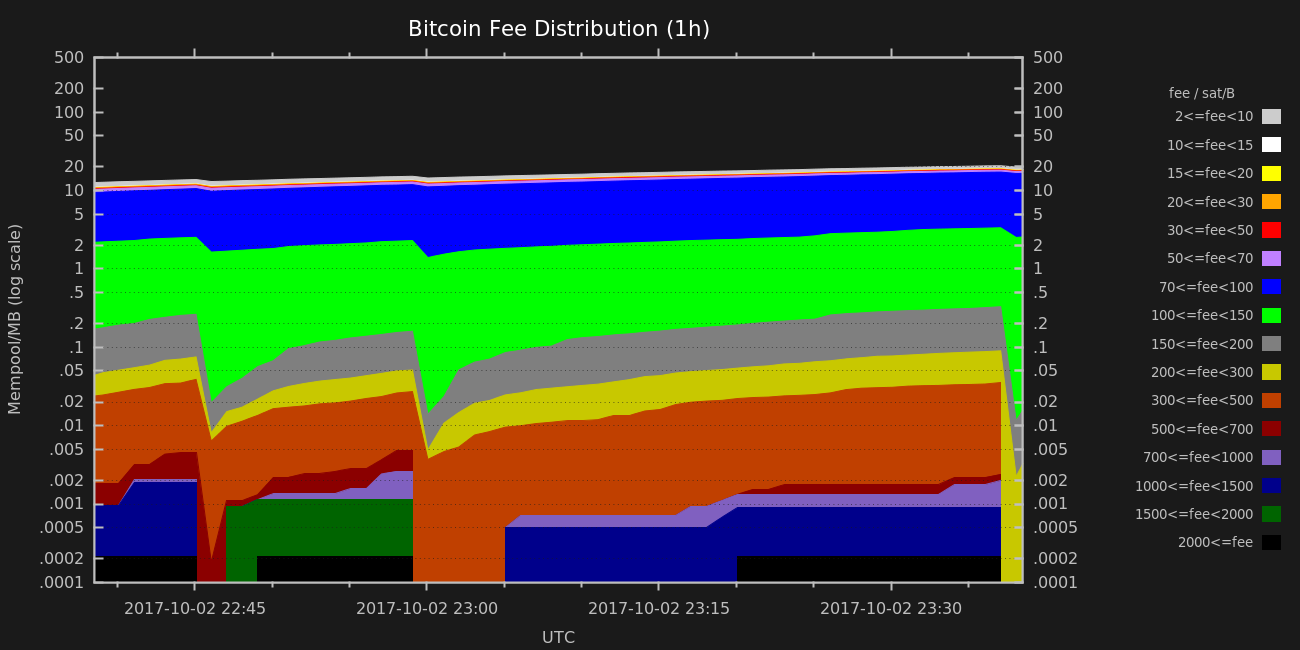 Bitcoin Fee Distribution (1h)
500
200
100
50
20
10
5
2
1
.5
.2
.1
.05
.02
.01
.005
.002
.001
.0005
.0002
.0001
Mempool/MB (log scale)
500
200
100
50
20
10
5
2
1
.5
.2
.1
.05
.02
.01
.005
.002
.001
.0005
.0002
.0001
2017-10-02 22:45
2017-10-02 23:00
2017-10-02 23:15
2017-10-02 23:30
UTC
fee / sat/B
2<=fee<10
10<=fee<15
15<=fee<20
20<=fee<30
30<=fee<50
50<=fee<70
70<=fee<100
100<=fee<150
150<=fee<200
200<=fee<300
300<=fee<500
500<=fee<700
700<=fee<1000
1000<=fee<1500
1500<=fee<2000
2000<=fee